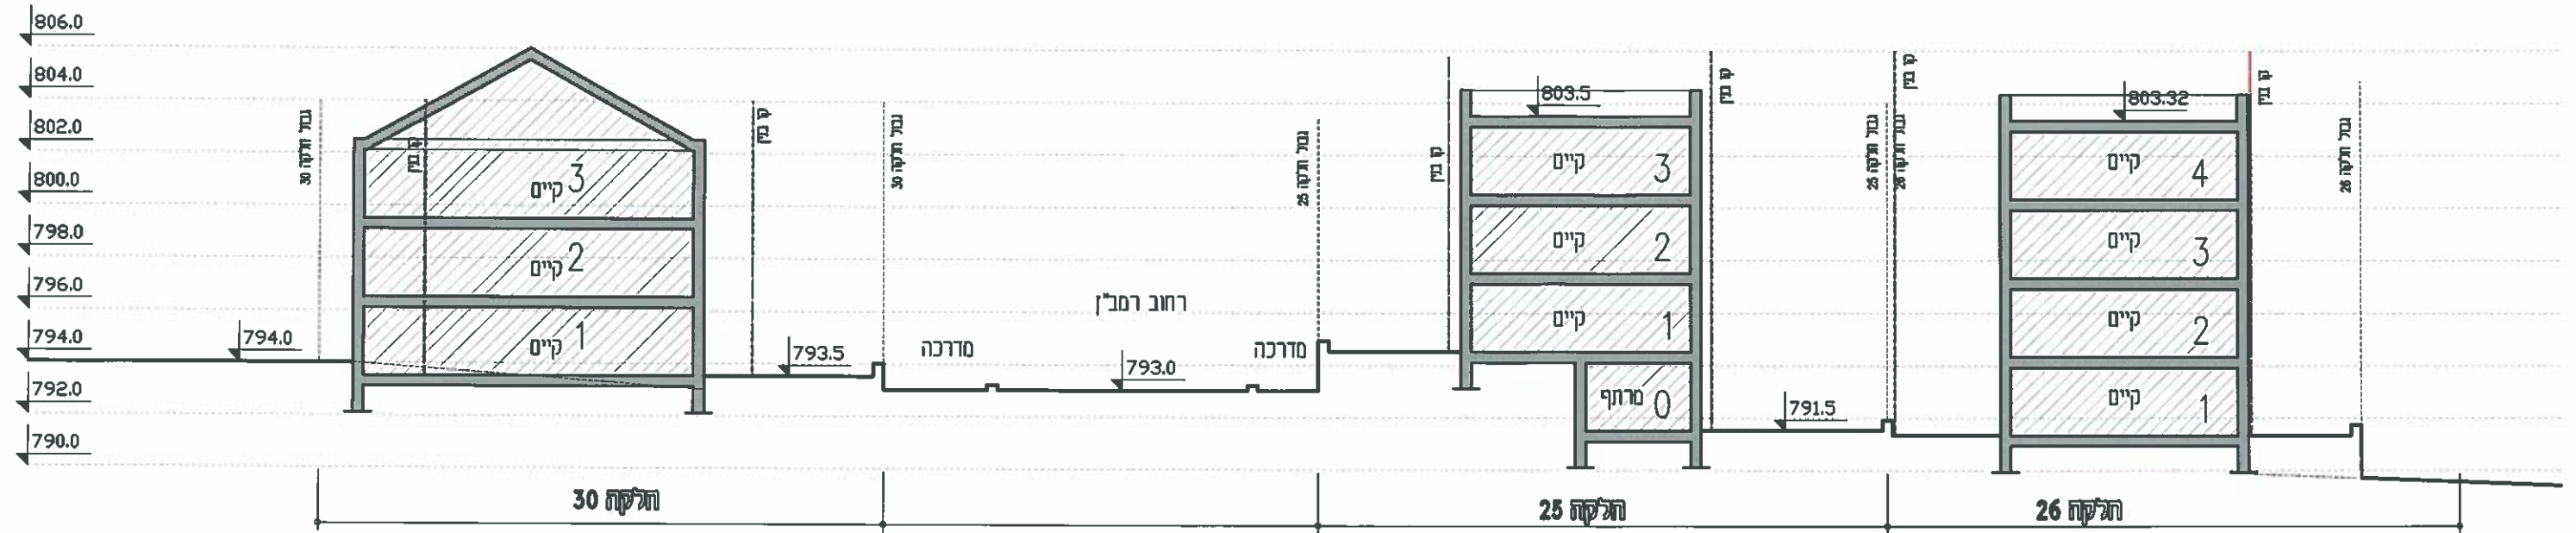 806.0
804.0
802.0
800.0
798.0
796.0
794.0
792.0
790.0
794.0
גבול חלקה 30
קו בנין
קיים 3
קיים 2
קיים 1
קו בנין
793.5
גבול חלקה 30
מדרכה
רחוב רמב"ן
793.0
מדרכה
גבול חלקה 25
קו בנין
803.5
קיים 3
קיים 2
קיים 1
מרתף 0
קו בנין
791.5
גבול חלקה 25
גבול חלקה 26
קו בנין
803.32
קיים 4
קיים 3
קיים 2
קיים 1
קו בנין
גבול חלקה 26
חלקה 30
חלקה 25
חלקה 26